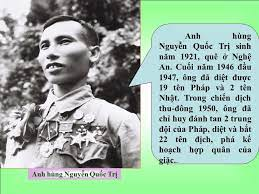 Anh hùng
Nguyễn Quốc Trị sinh
năm 1921, quê ở Nghệ
An. Cuối năm 1946 đầu
1947, ông đã diệt được
19 tên Pháp và 2 tên
Nhật. Trong chiến dịch
thu-đông 1950, ông đã
chỉ huy đánh tan 2 trung
đội của Pháp, diệt và bắt
22 tên địch, phá kế
hoạch hợp quân của
giặc..
Anh hùng Nguyễn Quốc Trị